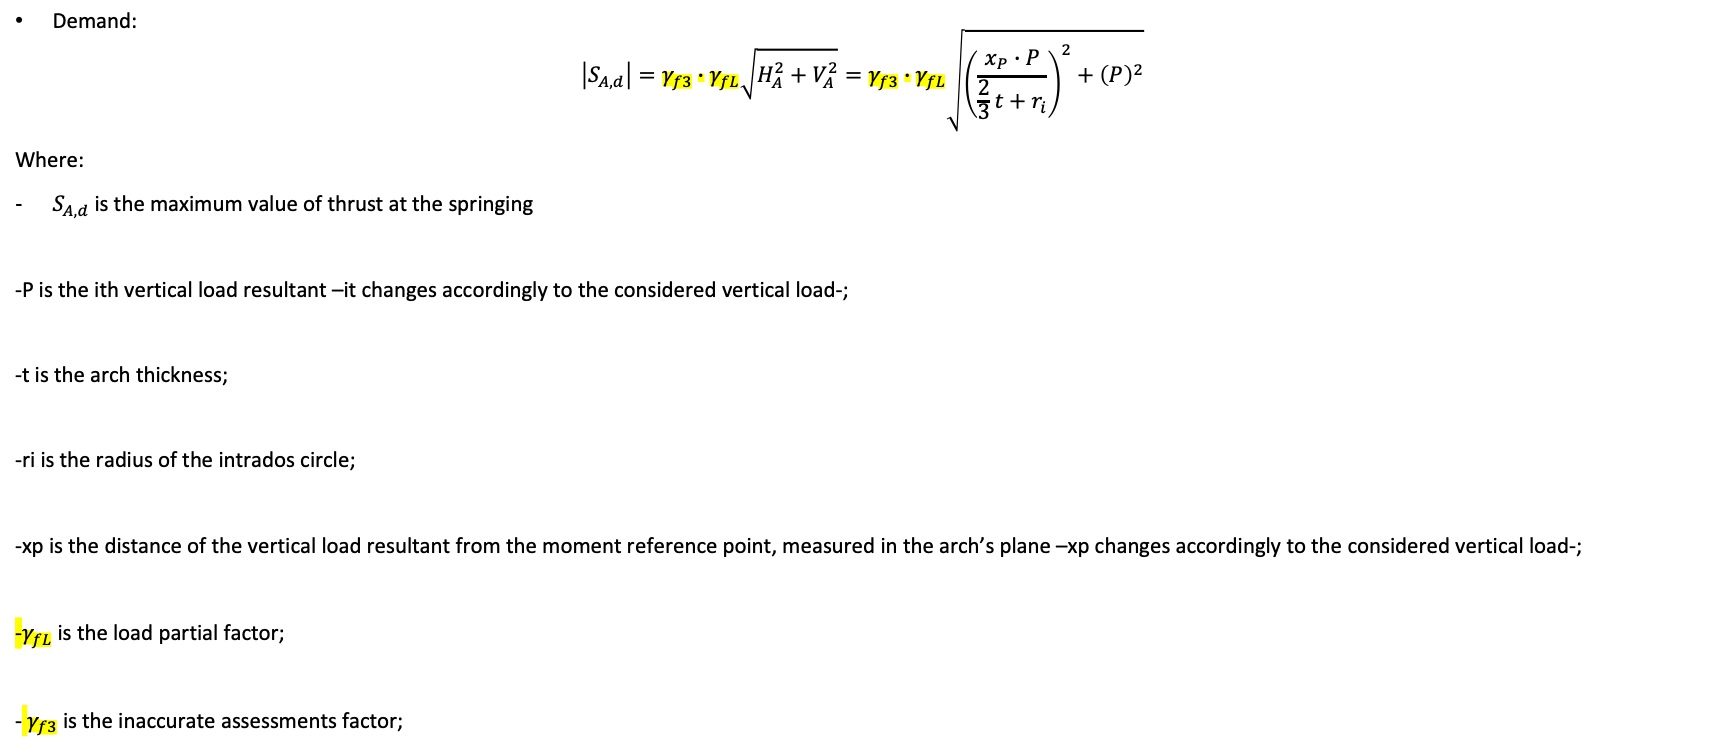 • Demand:
|S_{A,d}| = γ_{f3} · γ_{fL} √(H_A^2 + V_A^2) = γ_{f3} · γ_{fL} √(((x_P · P)/(2/3 t + r_i))^2 + (P)^2)
Where:
- S_{A,d} is the maximum value of thrust at the springing
-P is the ith vertical load resultant –it changes accordingly to the considered vertical load-;
-t is the arch thickness;
-ri is the radius of the intrados circle;
-xp is the distance of the vertical load resultant from the moment reference point, measured in the arch’s plane –xp changes accordingly to the considered vertical load-;
-γ_{fL} is the load partial factor;
-γ_{f3} is the inaccurate assessments factor;